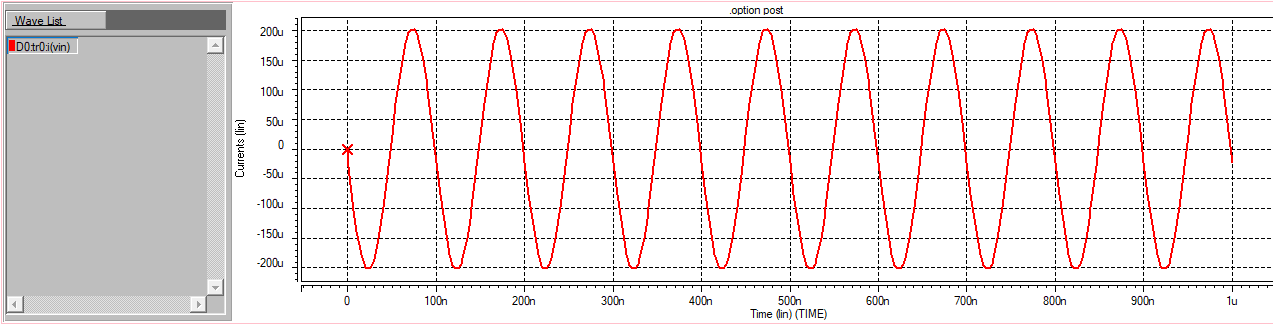 .option post
Wave List
D0:tr0:i(vin)
Currents (lin)
200u
150u
100u
50u
0
-50u
-100u
-150u
-200u
0 100n 200n 300n 400n 500n 600n 700n 800n 900n 1u
Time (lin) (TIME)